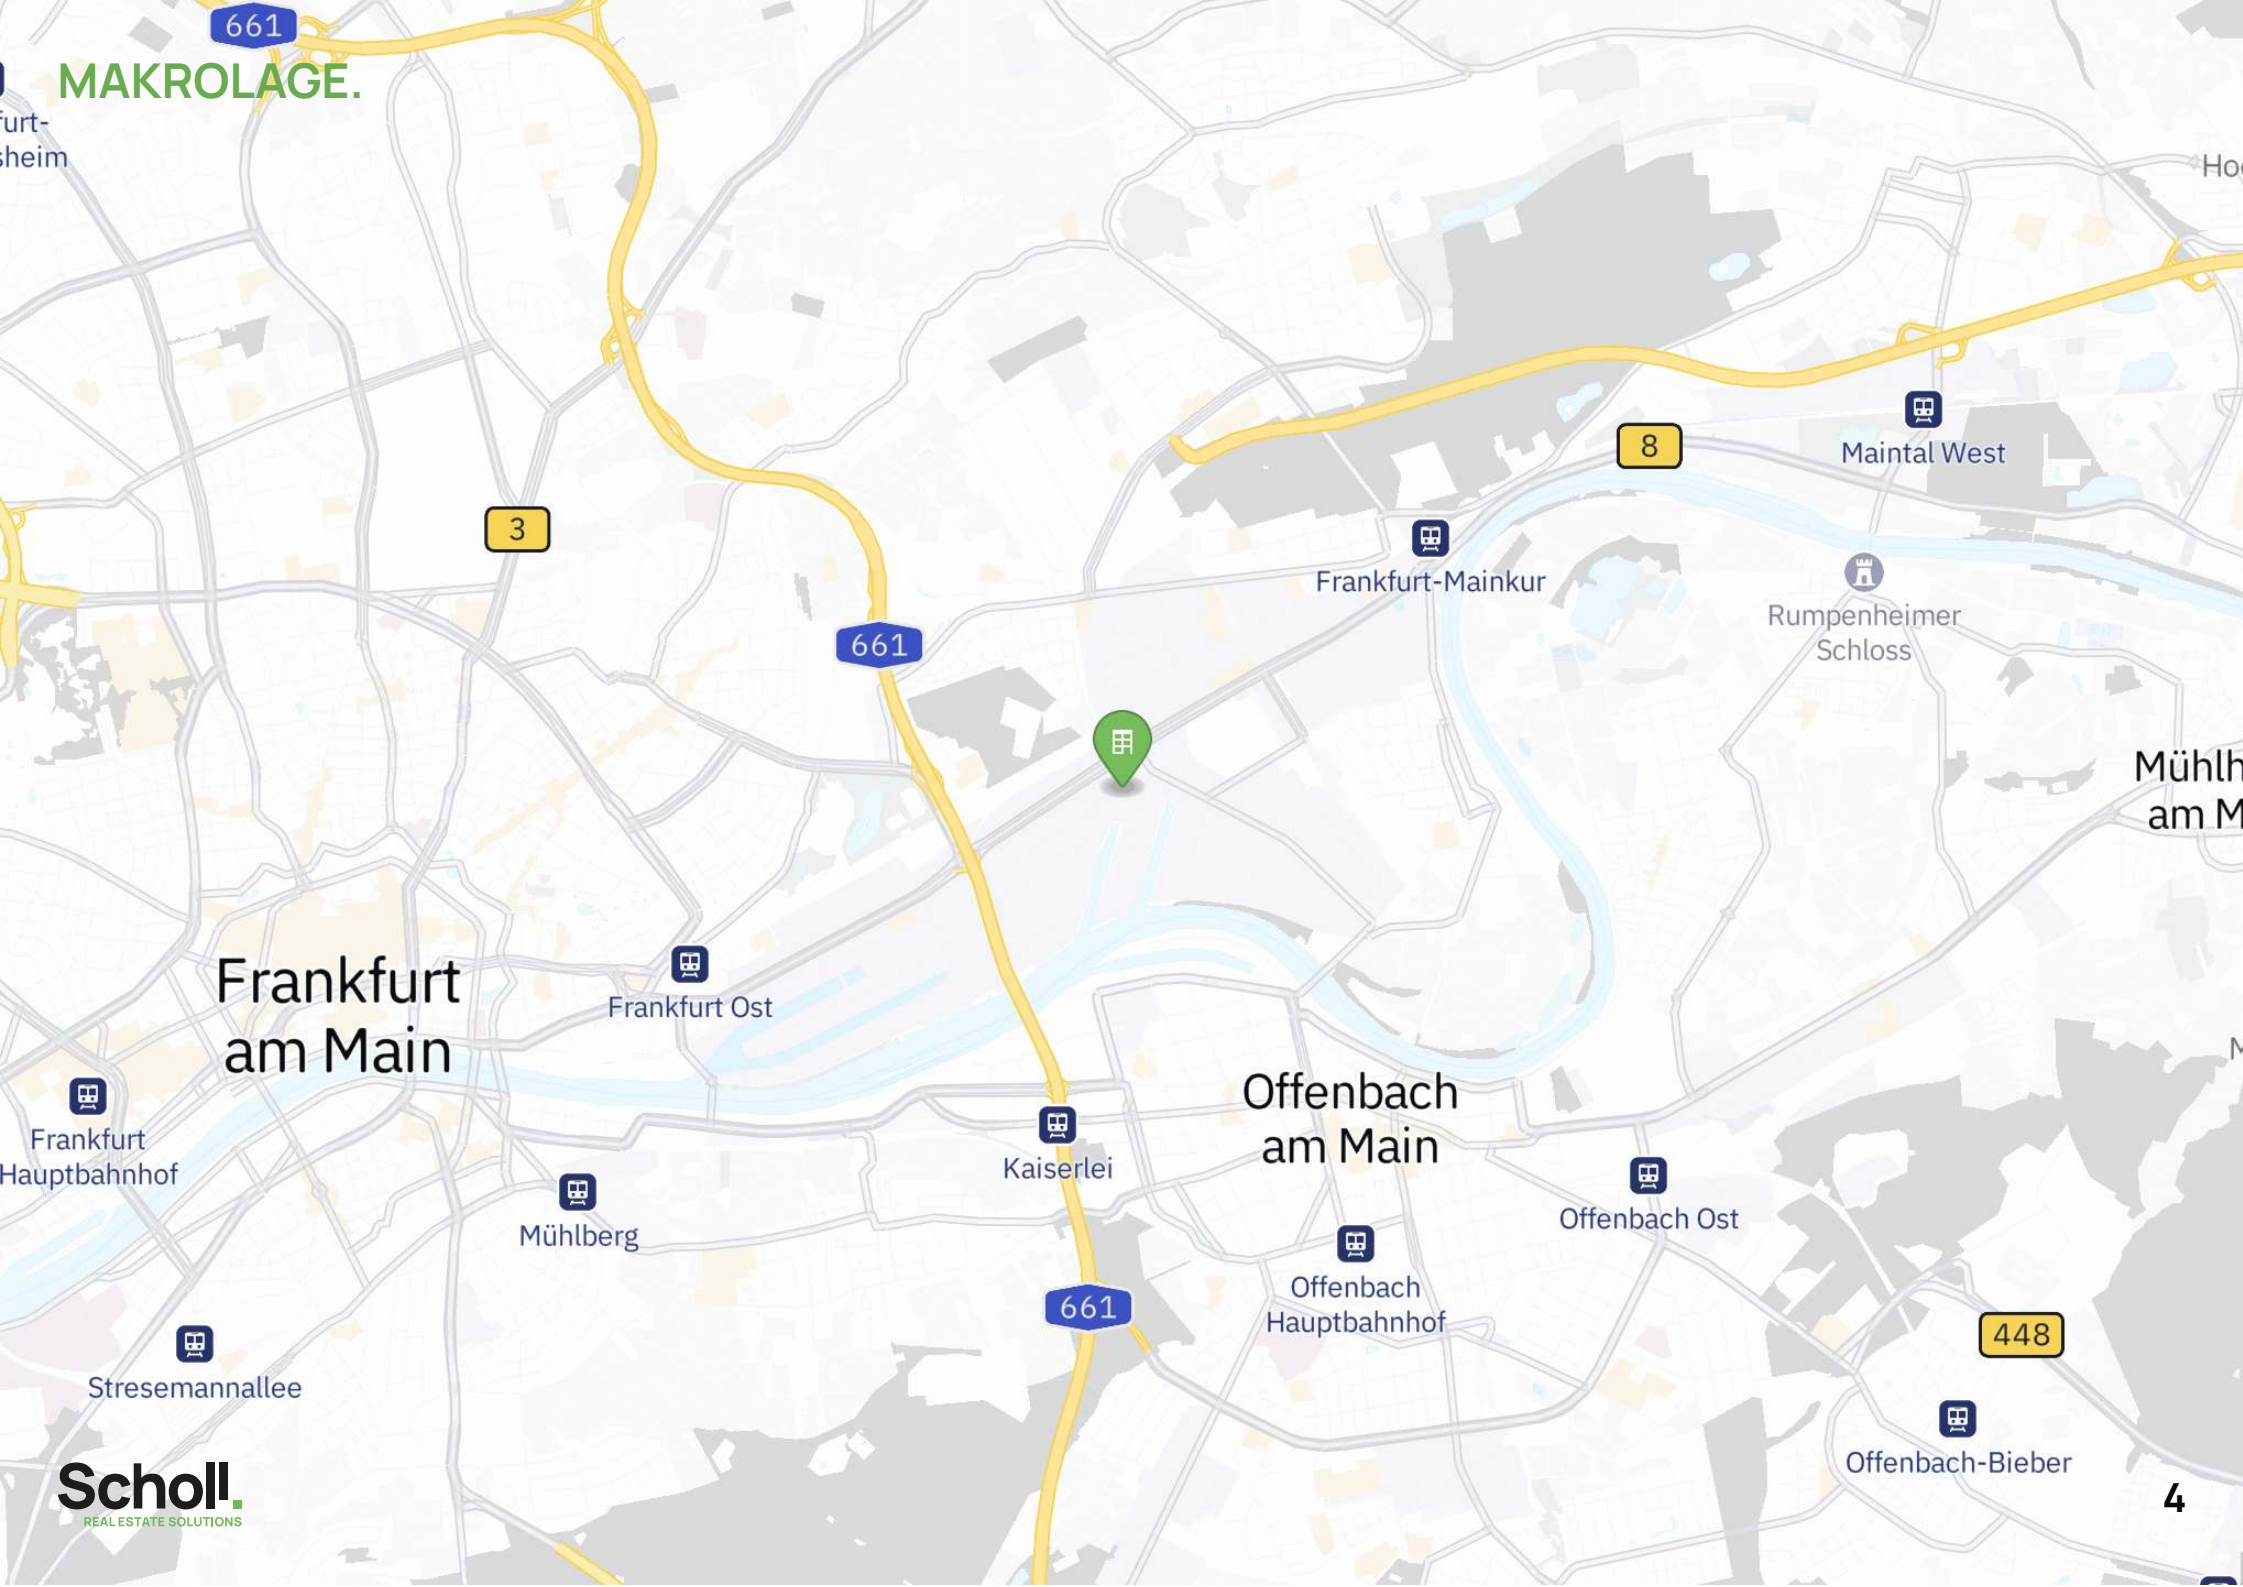 661
MAKROLAGE.
furt-
sheim
Maintal West
8
3
Frankfurt-Mainkur
Rumpenheimer
Schloss
661
Mühlh
am M
Frankfurt
am Main
Frankfurt Ost
Offenbach
am Main
Frankfurt
Hauptbahnhof
Kaiserlei
Mühlberg
Offenbach Ost
Offenbach
Hauptbahnhof
661
448
Stresemannallee
Offenbach-Bieber
Scholl.
REAL ESTATE SOLUTIONS
4